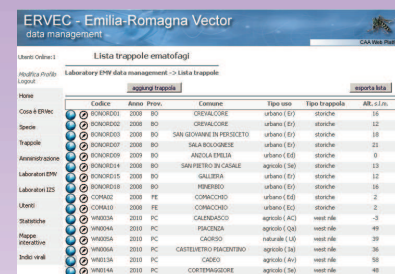 ERVEC - Emilia-Romagna Vector
data management
CAA Web Platf
Utenti Online: 1
Lista trappole ematofagi
Modifica Profilo
Logout
Laboratory EMV data management -> Lista trappole
aggiungi trappola
esporta lista
Home
Cosa è ERVec
Specie
Trappole
Amministrazione
Laboratori EMV
Laboratori IZS
Utenti
Statistiche
Mappe
interattive
Indici virali
Codice Anno Prov. Comune Tipo uso Tipo trappola Alt. s.l.m.
BONORD01 2008 BO CREVALCORE urbano ( Er) storiche 16
BONORD02 2008 BO CREVALCORE urbano ( Er) storiche 12
BONORD03 2008 BO SAN GIOVANNI IN PERSICETO urbano ( Er) storiche 18
BONORD07 2008 BO SALA BOLOGNESE urbano ( Er) storiche 21
BONORD09 2009 BO ANZOLA EMILIA urbano ( Ed) storiche 0
BONORD14 2008 BO SAN PIETRO IN CASALE agricolo ( Se) storiche 13
BONORD15 2008 BO GALLIERA urbano ( Er) storiche 12
BONORD18 2008 BO MINERBIO urbano ( Er) storiche 16
COMA02 2008 FE COMACCHIO urbano ( Ed) storiche 2
COMA10 2008 FE COMACCHIO urbano ( Ec) storiche 2
WN003A 2010 PC CALENDASCO agricolo ( AC) west nile -3
WN004A 2010 PC PIACENZA agricolo ( Qa) west nile 49
WN005A 2010 PC CAORSO naturale ( Ui) west nile 39
WN006A 2010 PC CASTELVETRO PIACENTINO agricolo ( Ia) west nile 36
WN013A 2010 PC CADEO agricolo ( Av) west nile 58
WN014A 2010 PC CORTEMAGGIORE agricolo ( Se) west nile 48